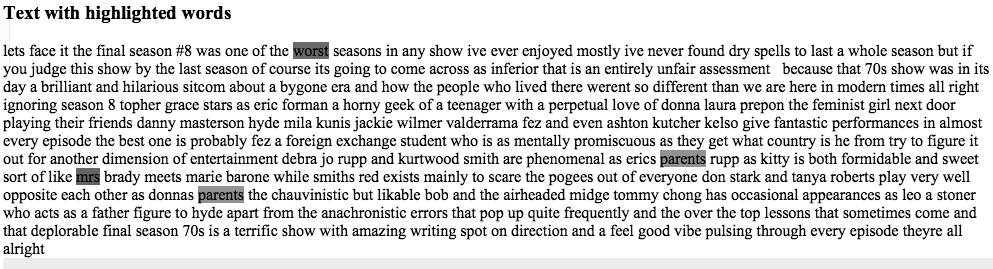 Text with highlighted words
lets face it the final season #8 was one of the worst seasons in any show ive ever enjoyed mostly ive never found dry spells to last a whole season but if
you judge this show by the last season of course its going to come across as inferior that is an entirely unfair assessment   because that 70s show was in its
day a brilliant and hilarious sitcom about a bygone era and how the people who lived there werent so different than we are here in modern times all right
ignoring season 8 topher grace stars as eric forman a horny geek of a teenager with a perpetual love of donna laura prepon the feminist girl next door
playing their friends danny masterson hyde mila kunis jackie wilmer valderrama fez and even ashton kutcher kelso give fantastic performances in almost
every episode the best one is probably fez a foreign exchange student who is as mentally promiscuous as they get what country is he from try to figure it
out for another dimension of entertainment debra jo rupp and kurtwood smith are phenomenal as erics parents rupp as kitty is both formidable and sweet
sort of like mrs brady meets marie barone while smiths red exists mainly to scare the pogees out of everyone don stark and tanya roberts play very well
opposite each other as donnas parents the chauvinistic but likable bob and the airheaded midge tommy chong has occasional appearances as leo a stoner
who acts as a father figure to hyde apart from the anachronistic errors that pop up quite frequently and the over the top lessons that sometimes come and
that deplorable final season 70s is a terrific show with amazing writing spot on direction and a feel good vibe pulsing through every episode theyre all
alright